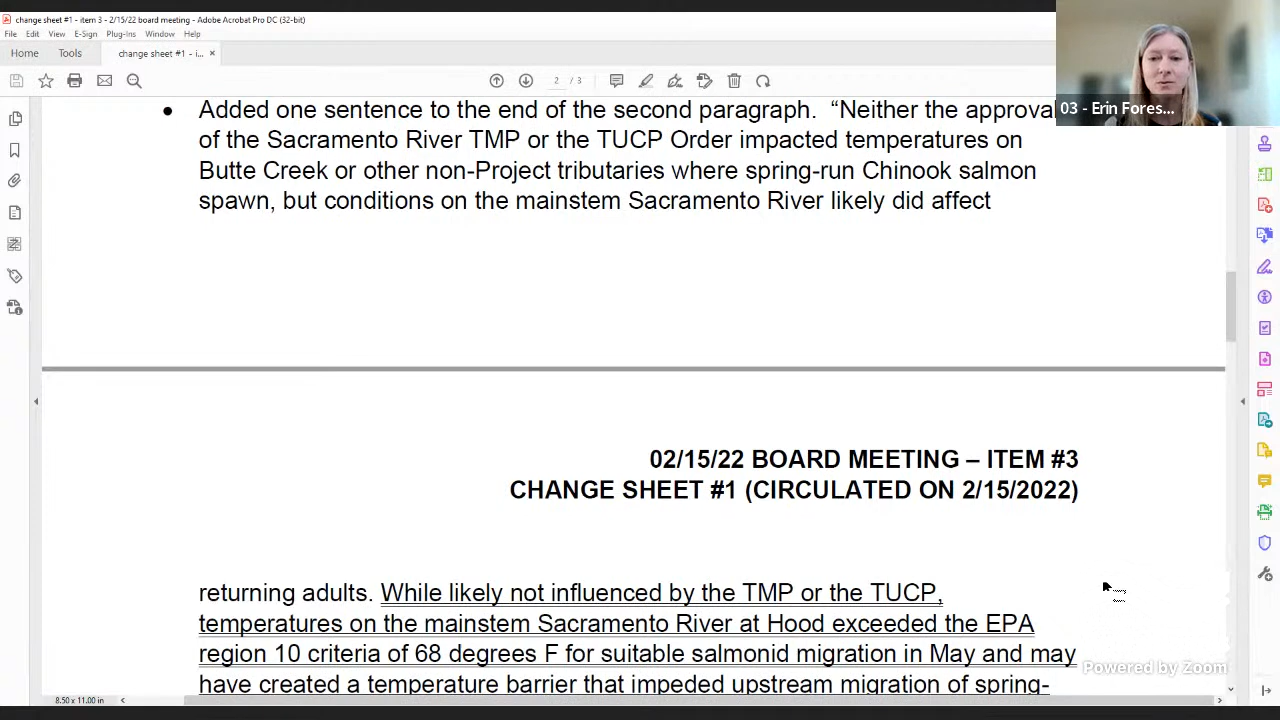 change sheet #1 - item 3 - 2/15/22 board meeting - Adobe Acrobat Pro DC (32-bit)
File Edit View E-Sign Plug-Ins Window Help
Home Tools change sheet #1 - i... ×
2 / 3
03 - Erin Fores...
Added one sentence to the end of the second paragraph. “Neither the approval
of the Sacramento River TMP or the TUCP Order impacted temperatures on
Butte Creek or other non-Project tributaries where spring-run Chinook salmon
spawn, but conditions on the mainstem Sacramento River likely did affect
02/15/22 BOARD MEETING – ITEM #3
CHANGE SHEET #1 (CIRCULATED ON 2/15/2022)
returning adults. While likely not influenced by the TMP or the TUCP,
temperatures on the mainstem Sacramento River at Hood exceeded the EPA
region 10 criteria of 68 degrees F for suitable salmonid migration in May and may
have created a temperature barrier that impeded upstream migration of spring-
Powered by Zoom
8.50 x 11.00 in